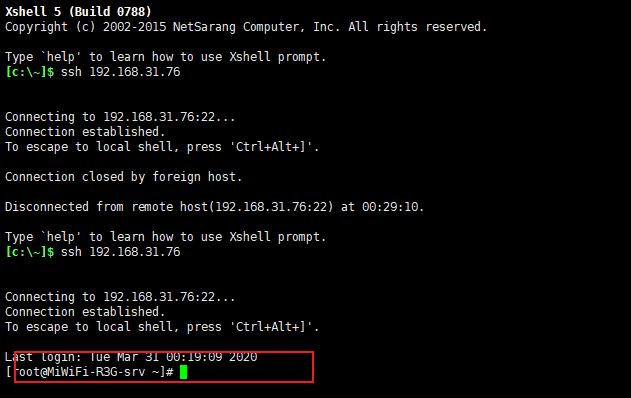 Xshell 5 (Build 0788)
Copyright (c) 2002-2015 NetSarang Computer, Inc. All rights reserved.
Type `help' to learn how to use Xshell prompt.
[c:\~]$ ssh 192.168.31.76
Connecting to 192.168.31.76:22...
Connection established.
To escape to local shell, press 'Ctrl+Alt+]'.
Connection closed by foreign host.
Disconnected from remote host(192.168.31.76:22) at 00:29:10.
Type `help' to learn how to use Xshell prompt.
[c:\~]$ ssh 192.168.31.76
Connecting to 192.168.31.76:22...
Connection established.
To escape to local shell, press 'Ctrl+Alt+]'.
Last login: Tue Mar 31 00:19:09 2020
[root@MiWiFi-R3G-srv ~]#